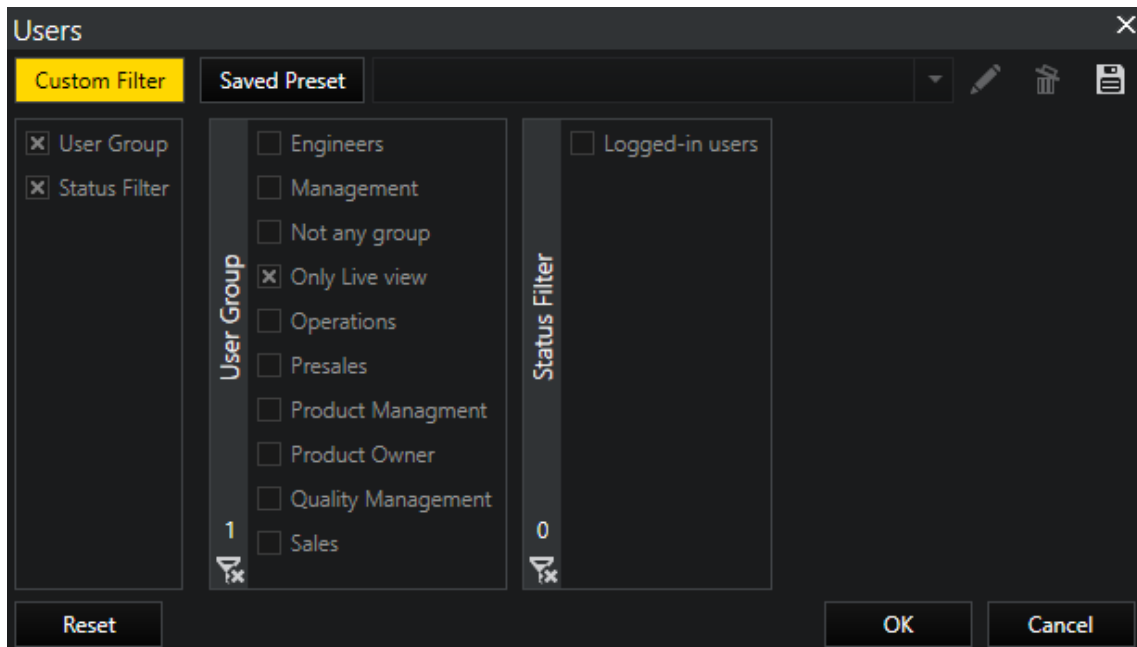 Users
Custom Filter
Saved Preset
User Group
Status Filter
User Group
1
Engineers
Management
Not any group
Only Live view
Operations
Presales
Product Managment
Product Owner
Quality Management
Sales
Status Filter
0
Logged-in users
Reset
OK
Cancel